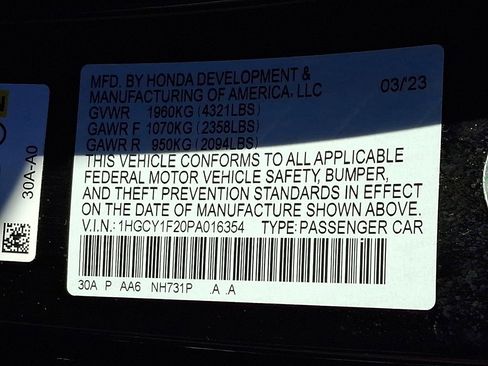 MFD. BY HONDA DEVELOPMENT &
MANUFACTURING OF AMERICA, LLC
03/'23
GVWR 1960KG (4321LBS)
GAWR F 1070KG (2358LBS)
GAWR R 950KG (2094LBS)
THIS VEHICLE CONFORMS TO ALL APPLICABLE
FEDERAL MOTOR VEHICLE SAFETY, BUMPER,
AND THEFT PREVENTION STANDARDS IN EFFECT
ON THE DATE OF MANUFACTURE SHOWN ABOVE.
V.I.N.: 1HGCY1F20PA016354 TYPE: PASSENGER CAR
30A P AA6 NH731P .A .A
30A-A0